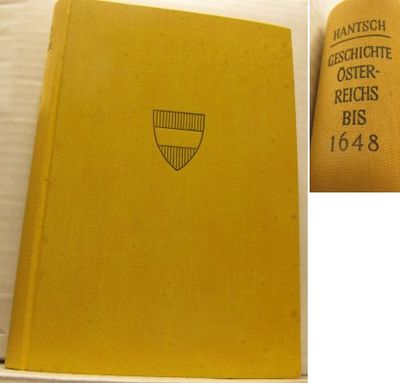 HANTSCH
GESCHICHTE
ÖSTER-
REICHS
BIS
1648